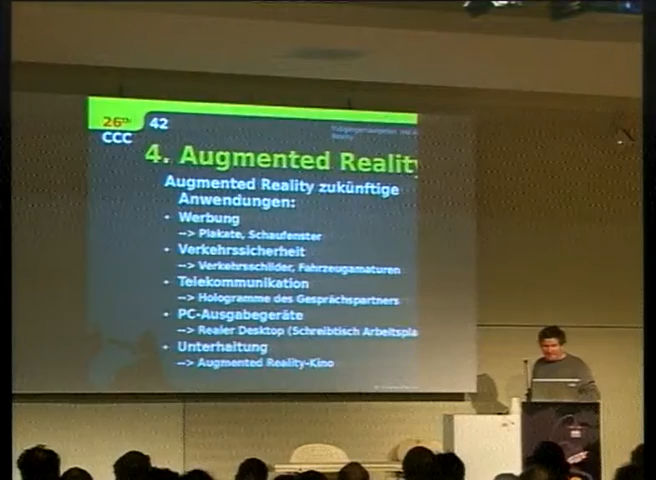 26th
CCC
42
4. Augmented Reality
Augmented Reality zukünftige
Anwendungen:
• Werbung
--> Plakate, Schaufenster
• Verkehrssicherheit
--> Verkehrsschilder, Fahrzeugamaturen
• Telekommunikation
--> Hologramme des Gesprächspartners
• PC-Ausgabegeräte
--> Realer Desktop (Schreibtisch Arbeitspla
• Unterhaltung
--> Augmented Reality-Kino